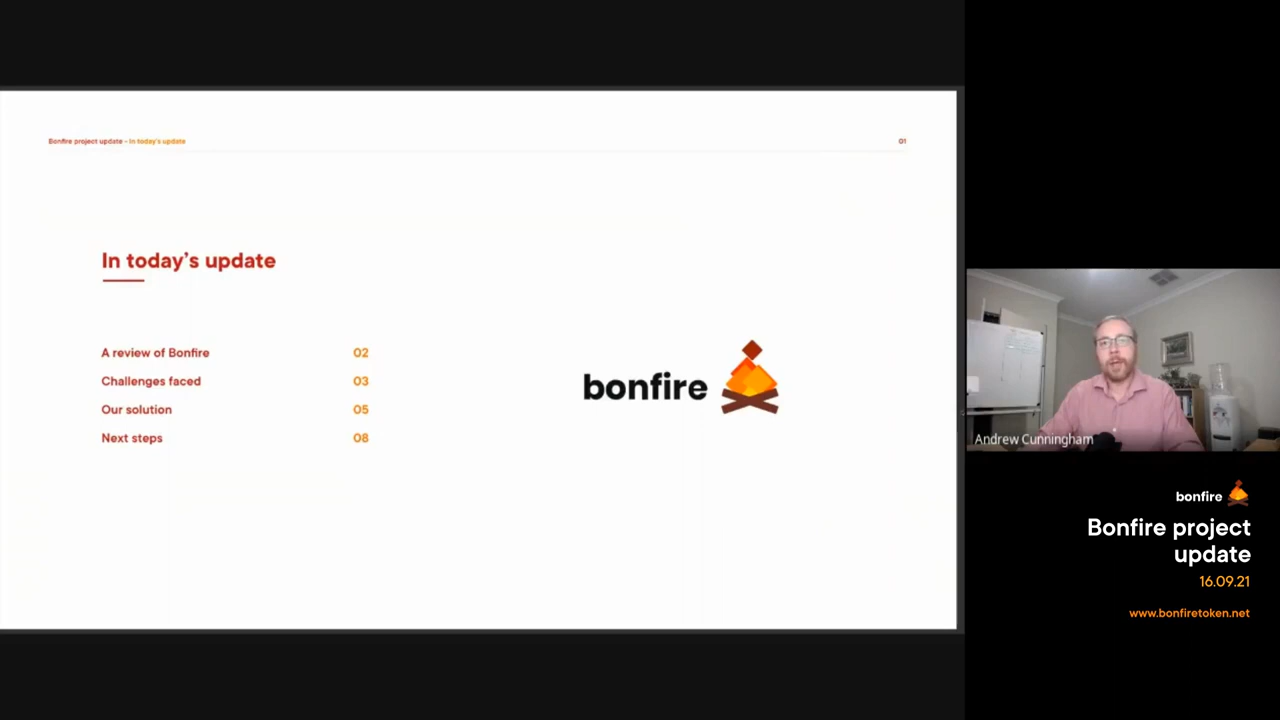 Bonfire project update - In today's update
01
In today's update
A review of Bonfire 02
Challenges faced 03
Our solution 05
Next steps 08
bonfire
Andrew Cunningham
bonfire
Bonfire project
update
16.09.21
www.bonfiretoken.net